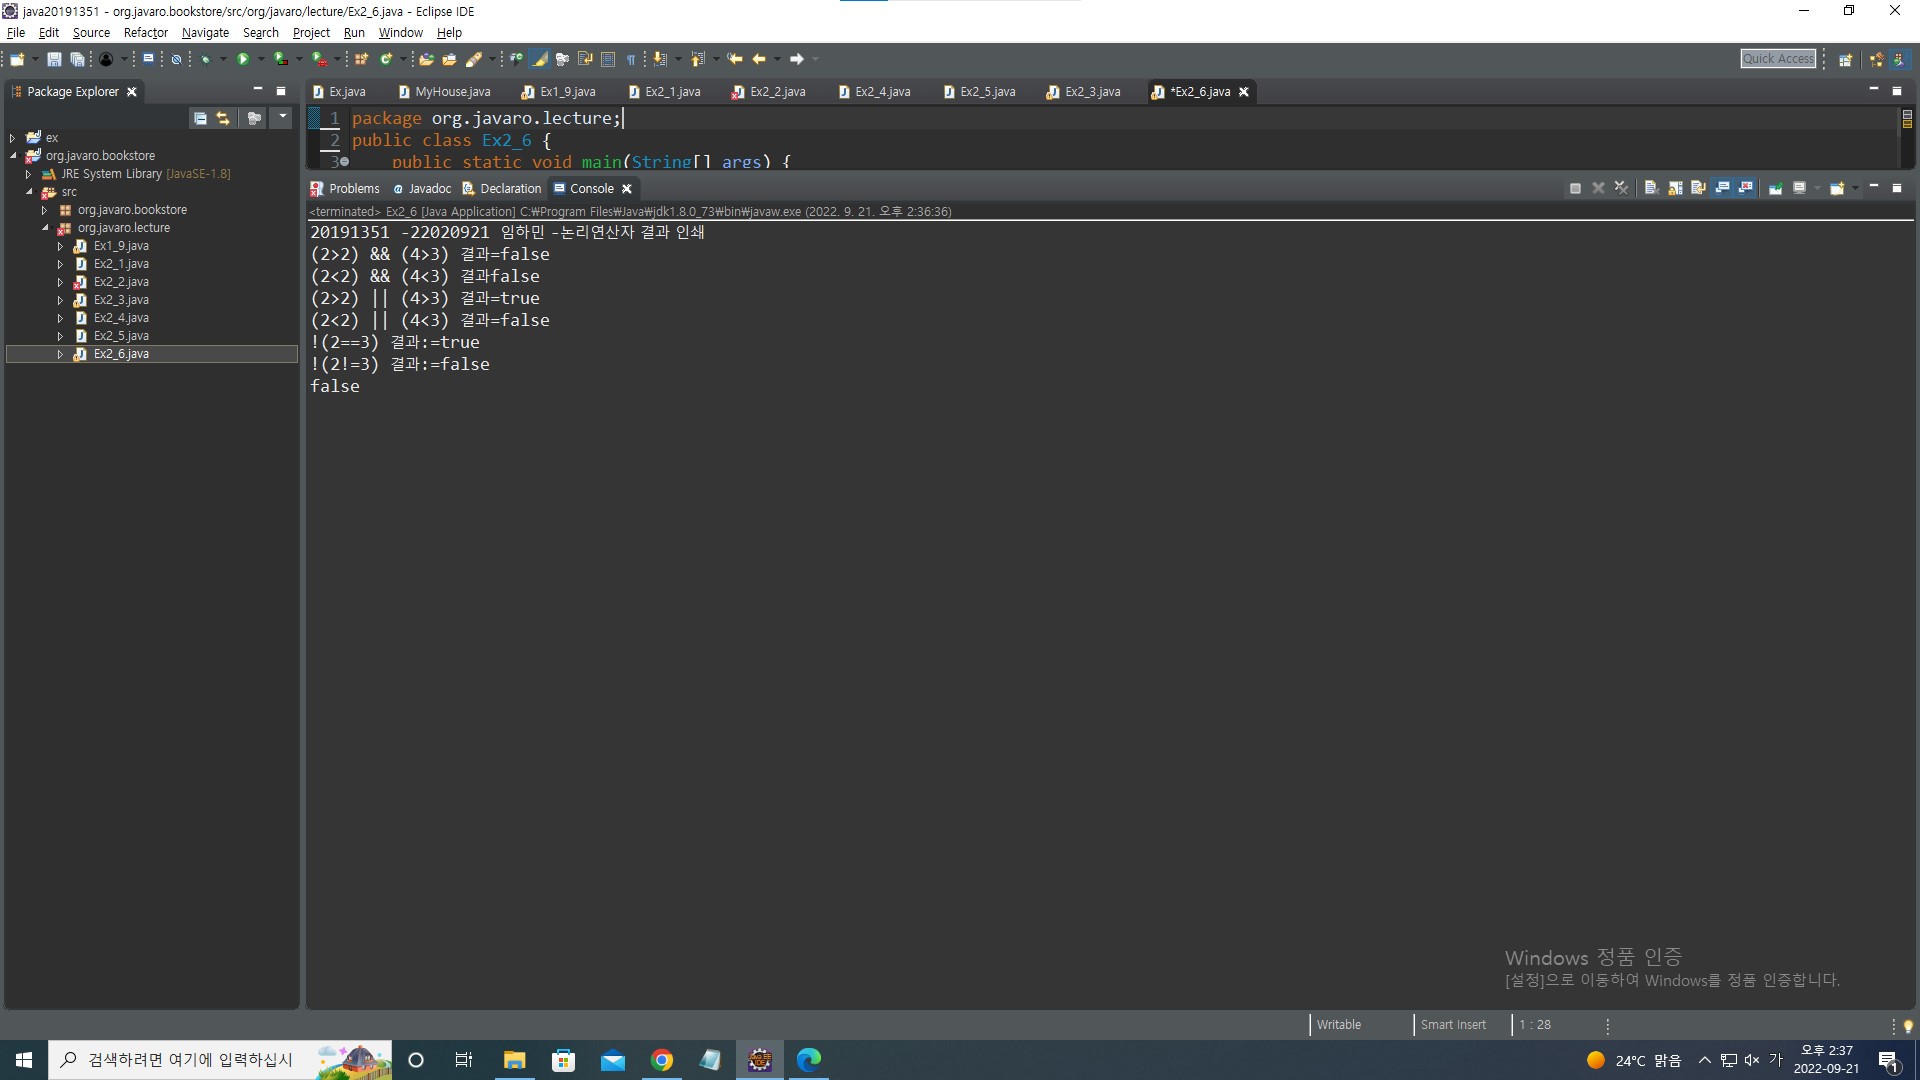 java20191351 - org.javaro.bookstore/src/org/javaro/lecture/Ex2_6.java - Eclipse IDE
File Edit Source Refactor Navigate Search Project Run Window Help
Quick Access
Package Explorer
Ex.java MyHouse.java Ex1_9.java Ex2_1.java Ex2_2.java Ex2_4.java Ex2_5.java Ex2_3.java *Ex2_6.java
1 package org.javaro.lecture;
2 public class Ex2_6 {
3 public static void main(String[] args) {
ex
org.javaro.bookstore
JRE System Library [JavaSE-1.8]
src
org.javaro.bookstore
org.javaro.lecture
Ex1_9.java
Ex2_1.java
Ex2_2.java
Ex2_3.java
Ex2_4.java
Ex2_5.java
Ex2_6.java
Problems Javadoc Declaration Console
<terminated> Ex2_6 [Java Application] C:₩Program Files₩Java₩jdk1.8.0_73₩bin₩javaw.exe (2022. 9. 21. 오후 2:36:36)
20191351 -22020921 임하민 -논리연산자 결과 인쇄
(2>2) && (4>3) 결과=false
(2<2) && (4<3) 결과false
(2>2) || (4>3) 결과=true
(2<2) || (4<3) 결과=false
!(2==3) 결과:=true
!(2!=3) 결과:=false
false
Windows 정품 인증
[설정]으로 이동하여 Windows를 정품 인증합니다.
Writable Smart Insert 1 : 28
검색하려면 여기에 입력하십시
24°C 맑음 가 오후 2:37
2022-09-21
1